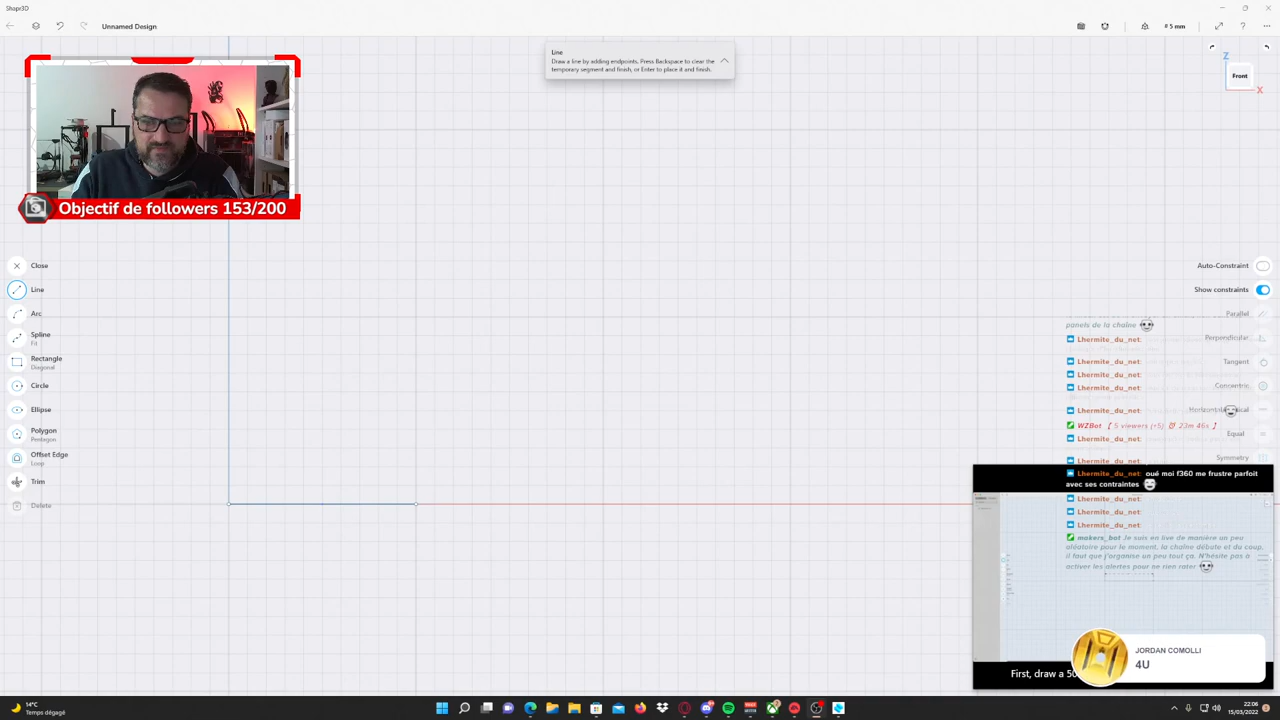 Shapr3D
Unnamed Design
5 mm
Line
Draw a line by adding endpoints, Press Backspace to clear the
temporary segment and finish, or Enter to place it and finish.
Z
Front
X
Objectif de followers 153/200
Close
Line
Arc
Spline
Fit
Rectangle
Diagonal
Circle
Ellipse
Polygon
Pentagon
Offset Edge
Loop
Trim
Delete
Auto-Constraint
Show constraints
Parallel
Perpendicular
Tangent
Concentric
Equal
Symmetry
panels de la chaîne
Lhermite_du_net:
Lhermite_du_net:
Lhermite_du_net:
Lhermite_du_net:
Lhermite_du_net:
WZBot [ 5 viewers (+5) 23m 46s ]
Lhermite_du_net:
Lhermite_du_net:
Lhermite_du_net: oué moi f360 me frustre parfoit
avec ses contraintes
Lhermite_du_net:
Lhermite_du_net:
Lhermite_du_net:
makers_bot Je suis en live de manière un peu
aléatoire pour le moment, la chaîne débute et du coup,
il faut que j'organise un peu tout ça. N'hésite pas à
activer les alertes pour ne rien rater
JORDAN COMOLLI
4U
First, draw a
14°C
Temps dégagé
22:06
15/03/2022